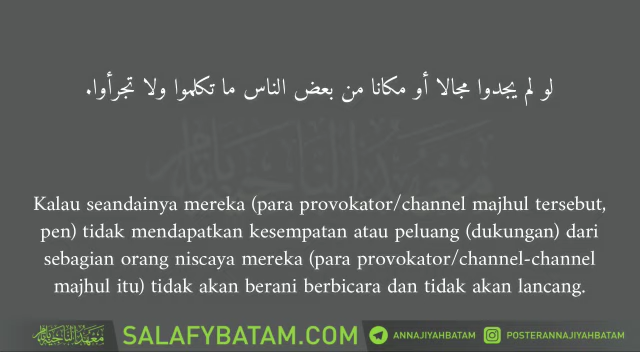 لو لم يجدوا مجالا أو مكانا من بعض الناس ما تكلموا ولا تجرأوا.
Kalau seandainya mereka (para provokator/channel majhul tersebut,
pen) tidak mendapatkan kesempatan atau peluang (dukungan) dari
sebagian orang niscaya mereka (para provokator/channel-channel
majhul itu) tidak akan berani berbicara dan tidak akan lancang.
SALAFYBATAM.COM ANNAJIYAHBATAM POSTERANNAJIYAHBATAM